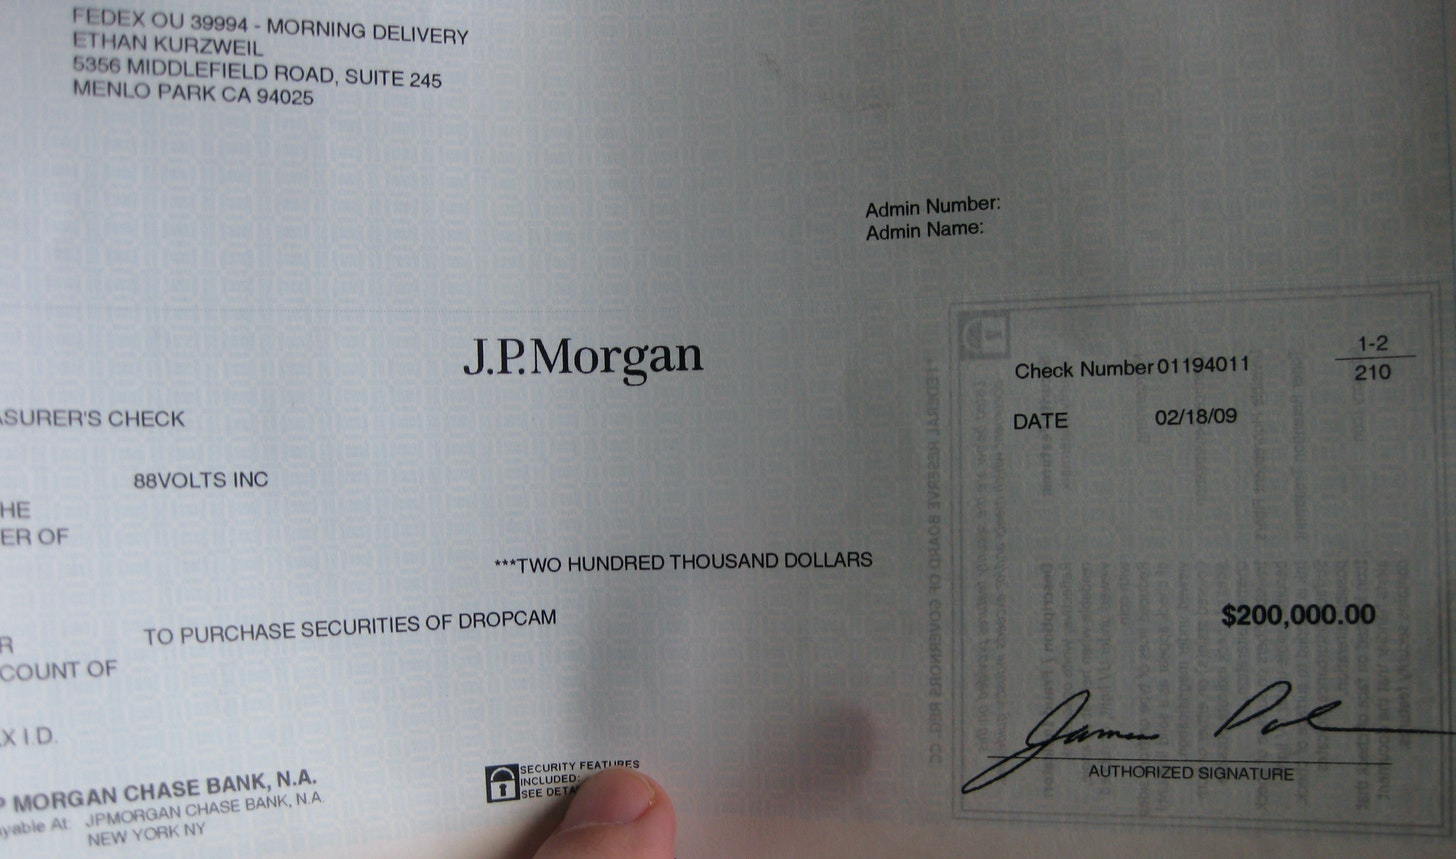 FEDEX OU 39994 - MORNING DELIVERY
ETHAN KURZWEIL
5356 MIDDLEFIELD ROAD, SUITE 245
MENLO PARK CA 94025
Admin Number:
Admin Name:
J.P.Morgan
Check Number 01194011
1-2
210
ASURER'S CHECK
DATE 02/18/09
88VOLTS INC
HE
ER OF
***TWO HUNDRED THOUSAND DOLLARS
$200,000.00
TO PURCHASE SECURITIES OF DROPCAM
R
COUNT OF
X I.D.
SECURITY FEATURES
INCLUDED:
SEE DETA
P MORGAN CHASE BANK, N.A.
yable At: JPMORGAN CHASE BANK, N.A.
NEW YORK NY
James
AUTHORIZED SIGNATURE